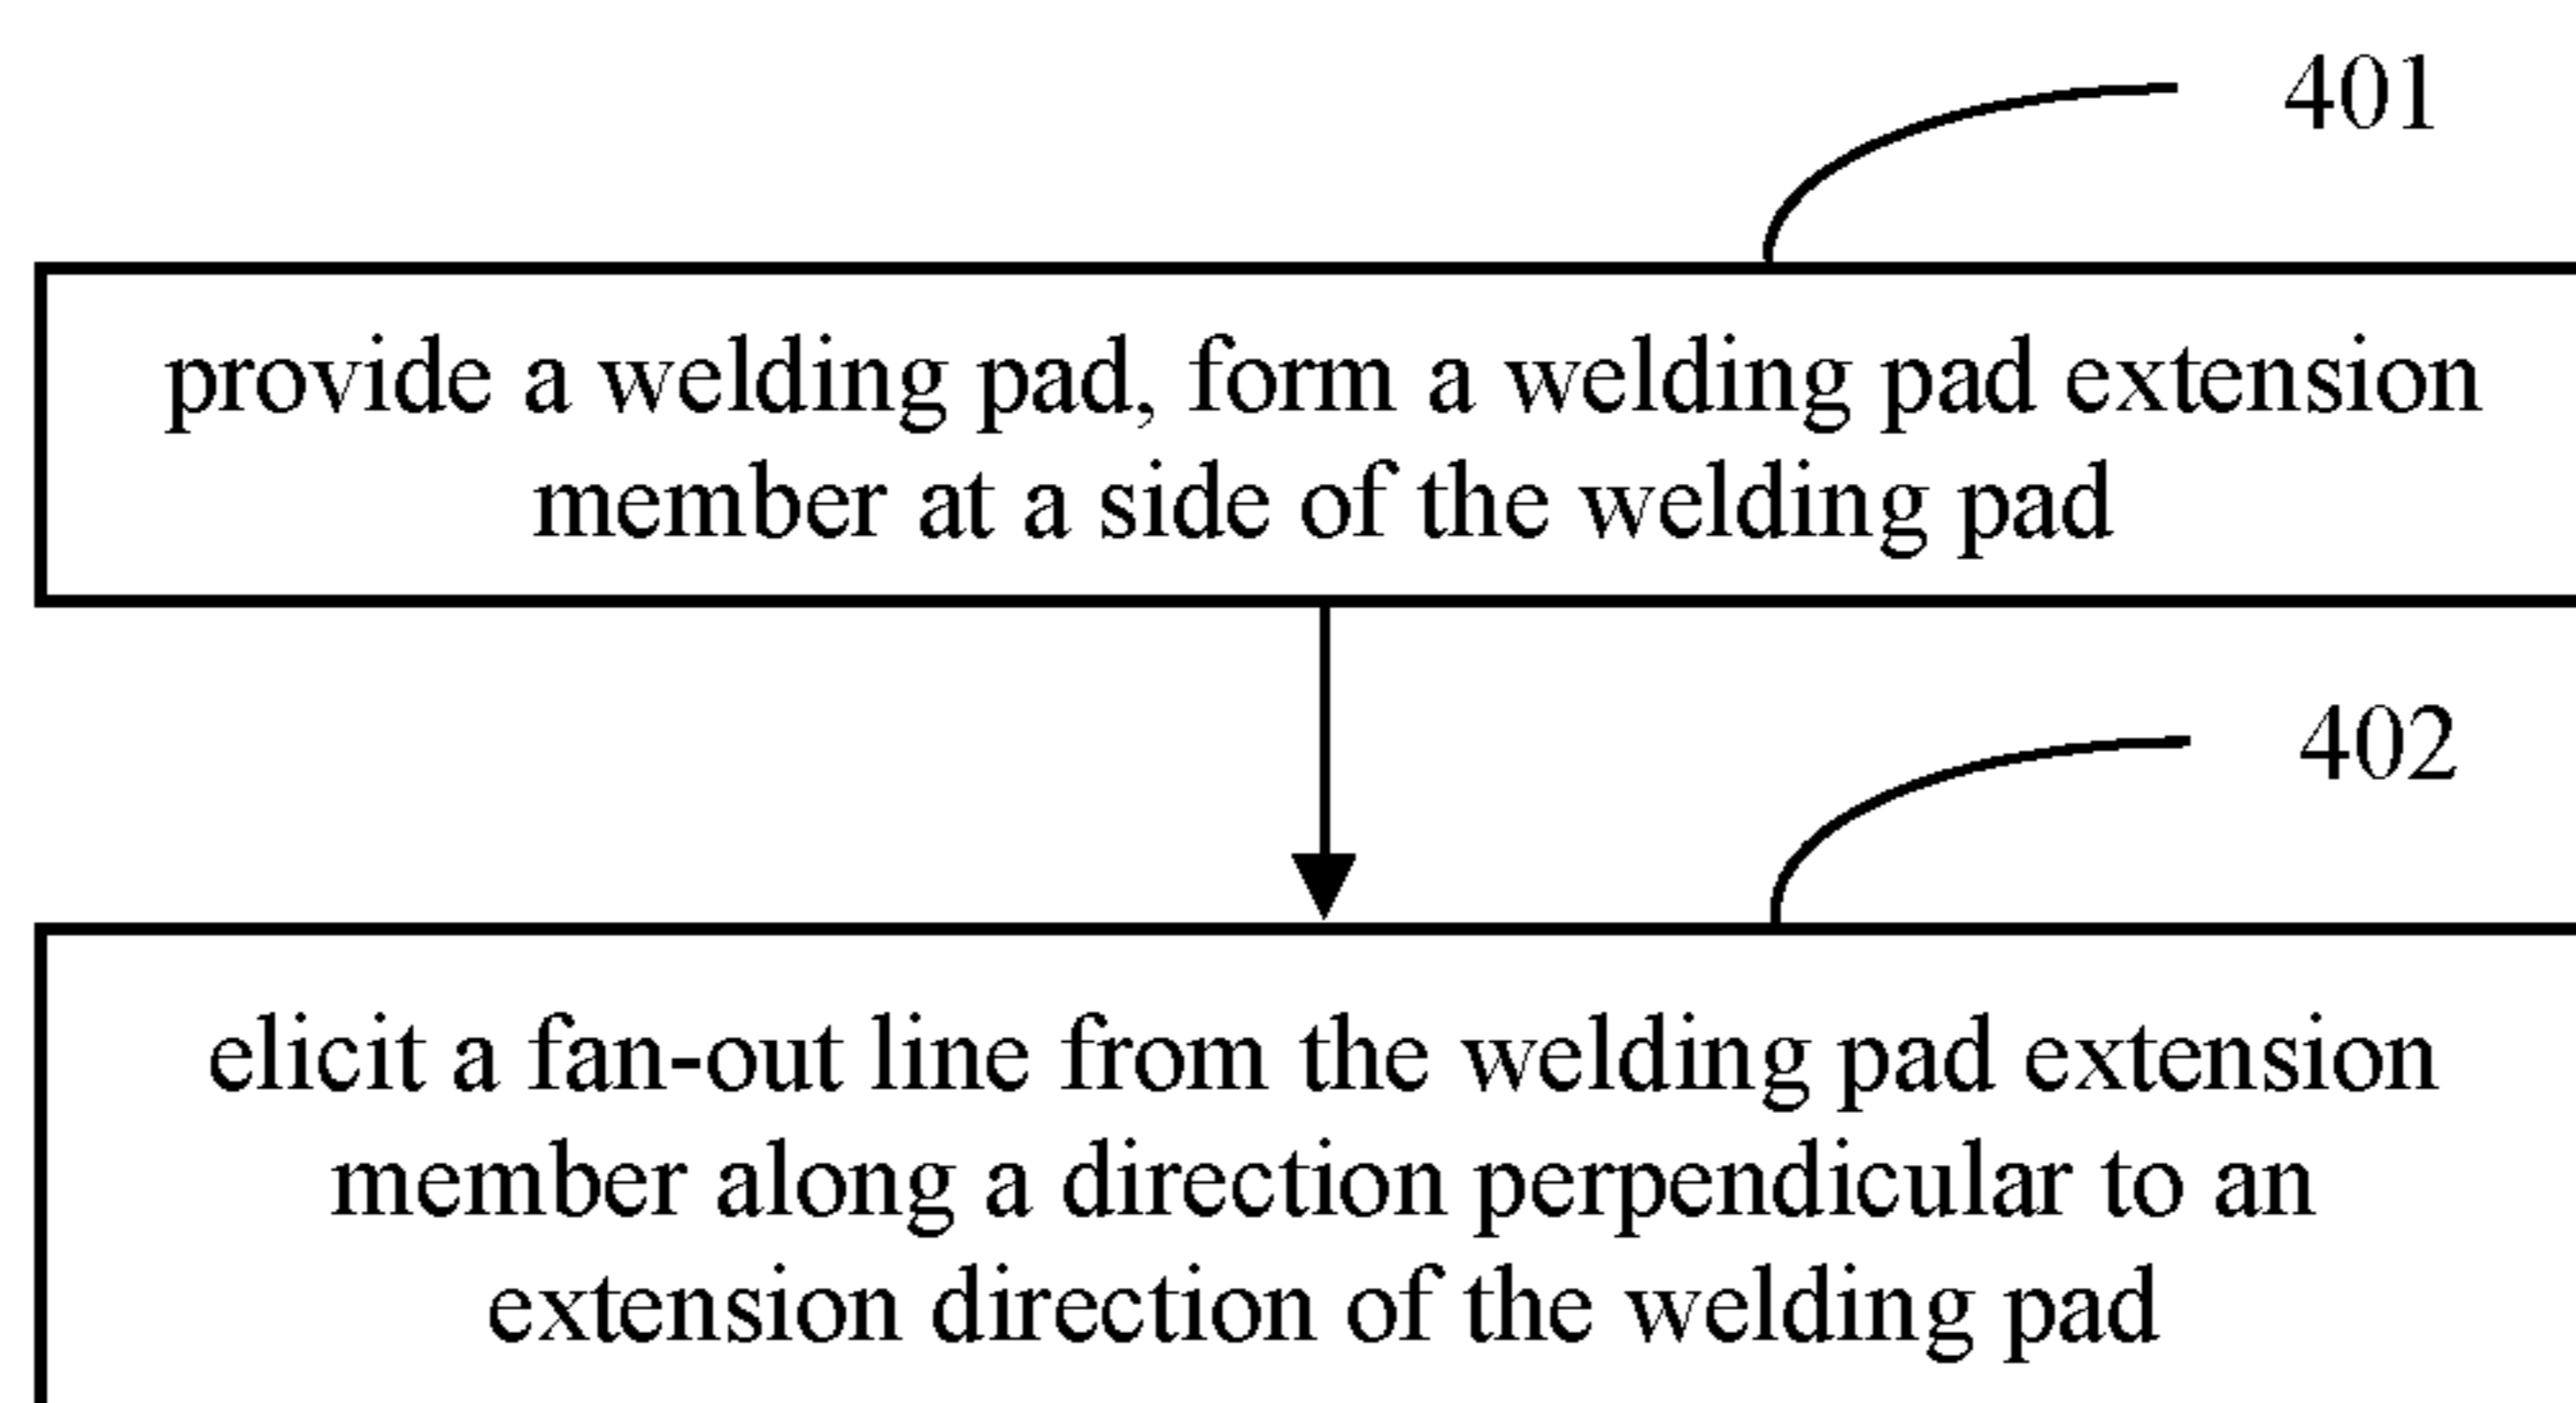 401
provide a welding pad, form a welding pad extension
member at a side of the welding pad
402
elicit a fan-out line from the welding pad extension
member along a direction perpendicular to an
extension direction of the welding pad